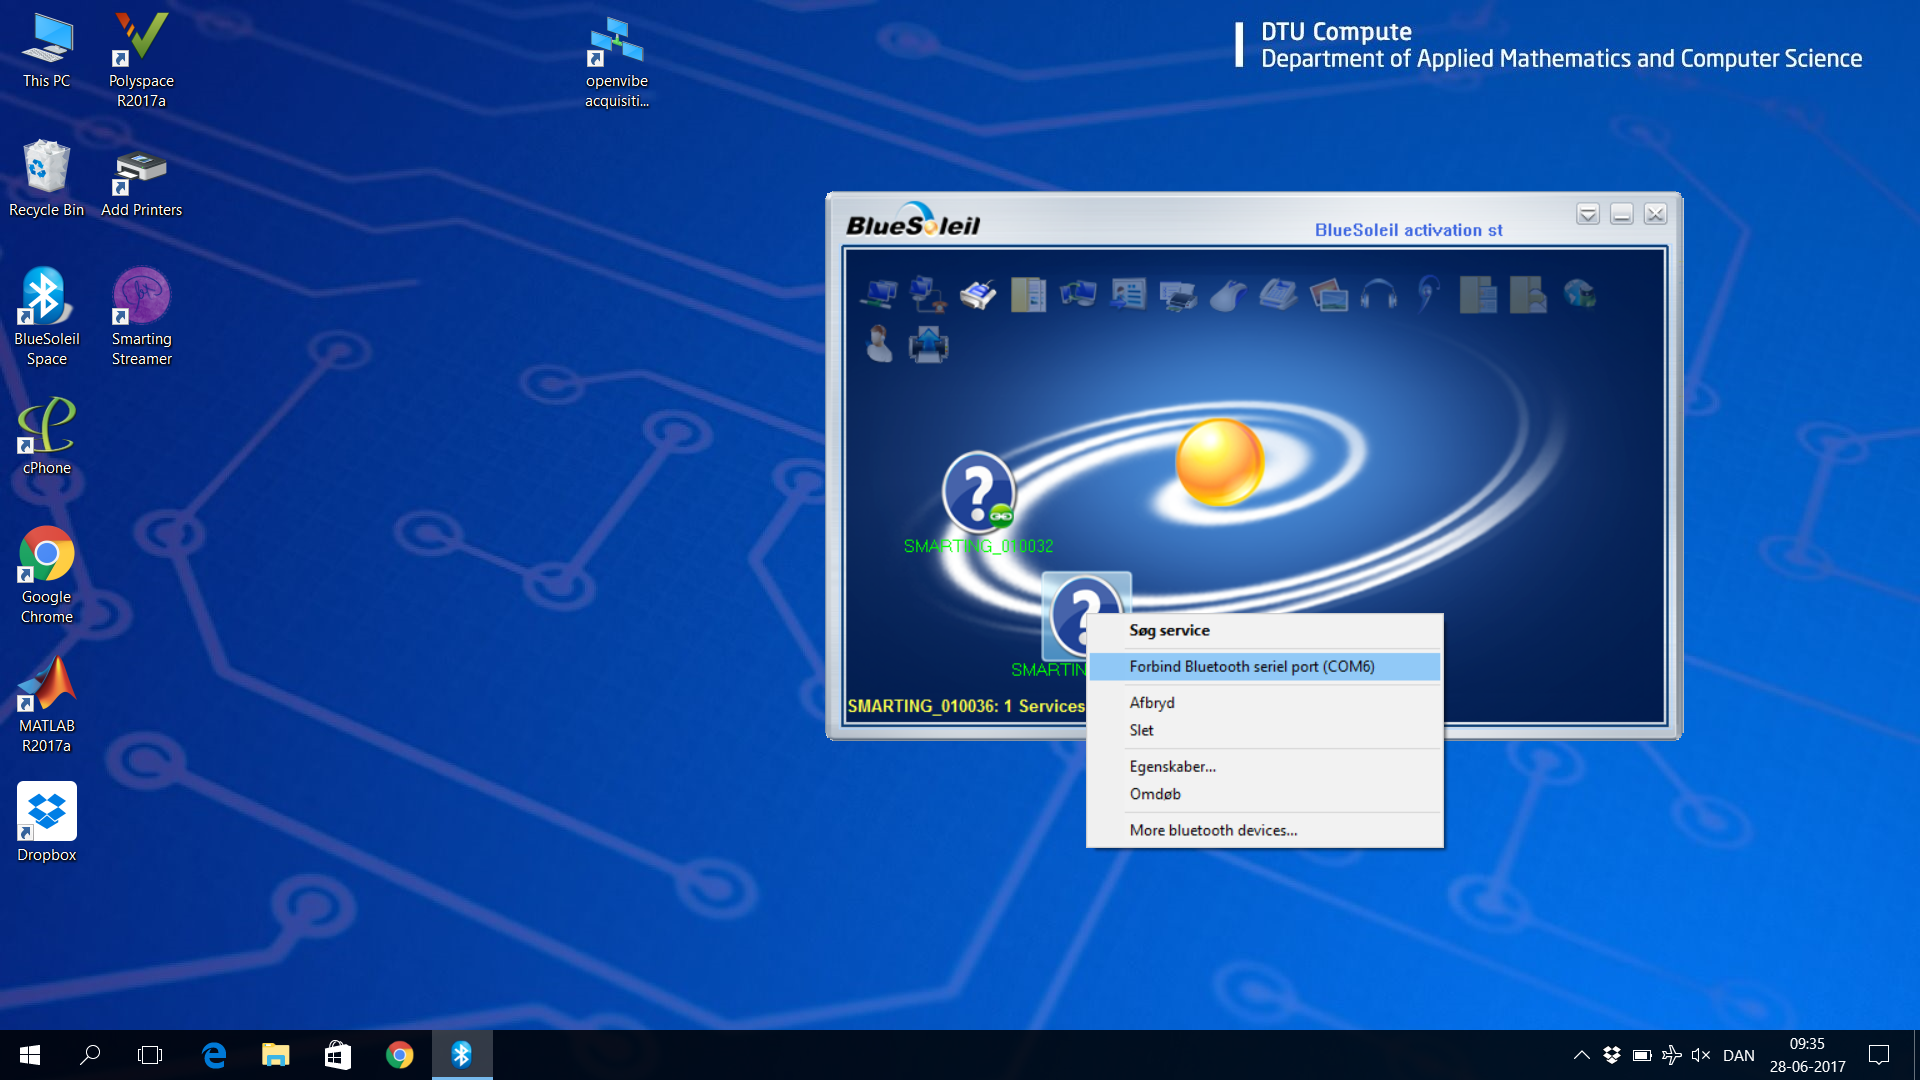 DTU Compute
Department of Applied Mathematics and Computer Science
This PC
Polyspace
R2017a
openvibe
acquisiti...
Recycle Bin
Add Printers
BlueSoleil
Space
Smarting
Streamer
cPhone
Google
Chrome
MATLAB
R2017a
Dropbox
BlueSoleil
BlueSoleil activation st
SMARTING_010032
SMARTIN
SMARTING_010036: 1 Services
Søg service
Forbind Bluetooth seriel port (COM6)
Afbryd
Slet
Egenskaber...
Omdøb
More bluetooth devices...
DAN
09:35
28-06-2017